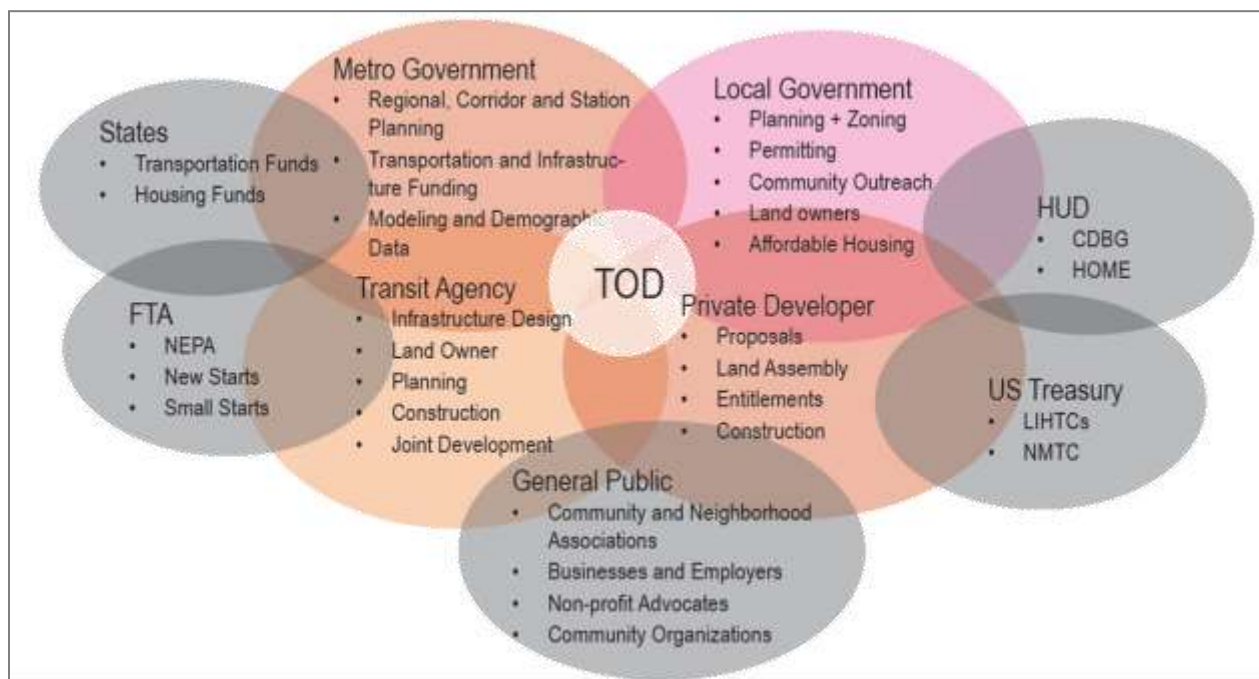 Metro Government
• Regional, Corridor and Station
Planning
• Transportation and Infrastruc-
ture Funding
• Modeling and Demographic
Data
Local Government
• Planning + Zoning
• Permitting
• Community Outreach
• Land owners
• Affordable Housing
States
• Transportation Funds
• Housing Funds
HUD
• CDBG
• HOME
TOD
FTA
• NEPA
• New Starts
• Small Starts
Transit Agency
• Infrastructure Design
• Land Owner
• Planning
• Construction
• Joint Development
Private Developer
• Proposals
• Land Assembly
• Entitlements
• Construction
US Treasury
• LIHTCs
• NMTC
General Public
• Community and Neighborhood
Associations
• Businesses and Employers
• Non-profit Advocates
• Community Organizations